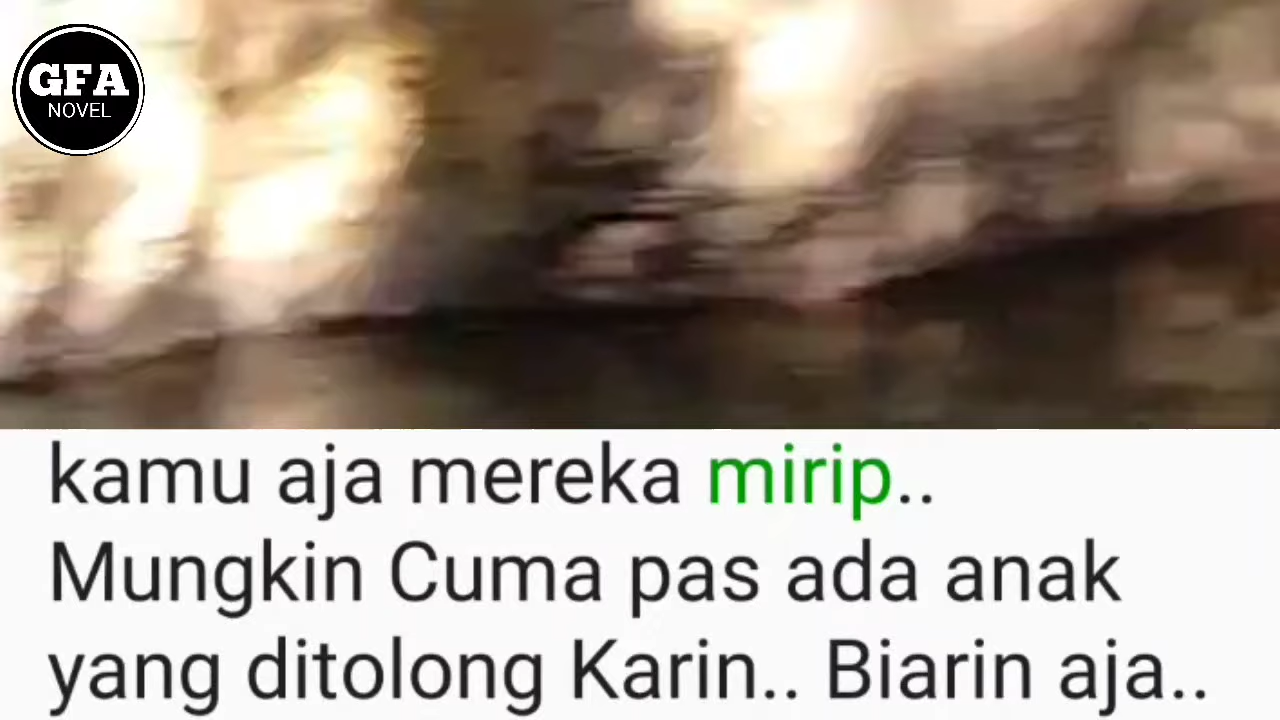 GFA
NOVEL
kamu aja mereka mirip..
Mungkin Cuma pas ada anak
yang ditolong Karin.. Biarin aja..